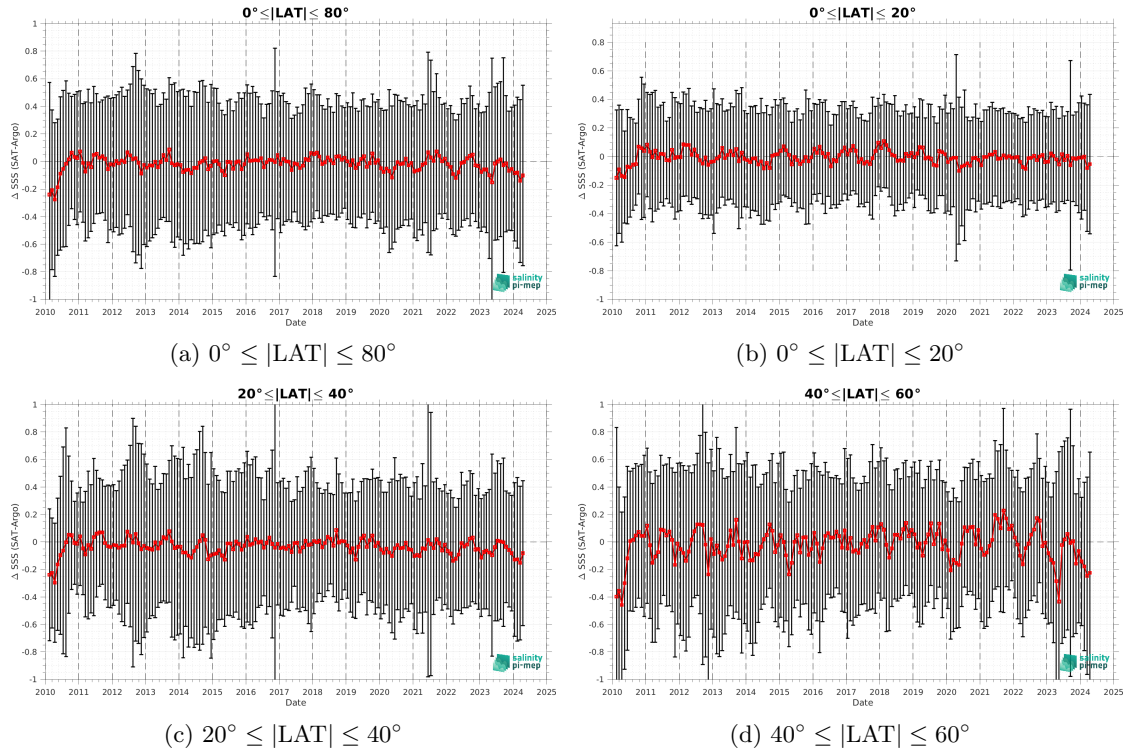 0°≤|LAT|≤ 80°
Δ SSS (SAT-Argo)
1
0.8
0.6
0.4
0.2
0
-0.2
-0.4
-0.6
-0.8
-1
2010 2011 2012 2013 2014 2015 2016 2017 2018 2019 2020 2021 2022 2023 2024 2025
Date
salinity
pi-mep
(a) 0° ≤ |LAT| ≤ 80°
0°≤|LAT|≤ 20°
Δ SSS (SAT-Argo)
0.8
0.6
0.4
0.2
0
-0.2
-0.4
-0.6
-0.8
-1
2010 2011 2012 2013 2014 2015 2016 2017 2018 2019 2020 2021 2022 2023 2024 2025
Date
salinity
pi-mep
(b) 0° ≤ |LAT| ≤ 20°
20°≤|LAT|≤ 40°
Δ SSS (SAT-Argo)
1
0.8
0.6
0.4
0.2
0
-0.2
-0.4
-0.6
-0.8
-1
2010 2011 2012 2013 2014 2015 2016 2017 2018 2019 2020 2021 2022 2023 2024 2025
Date
salinity
pi-mep
(c) 20° ≤ |LAT| ≤ 40°
40°≤|LAT|≤ 60°
Δ SSS (SAT-Argo)
1
0.8
0.6
0.4
0.2
0
-0.2
-0.4
-0.6
-0.8
-1
2010 2011 2012 2013 2014 2015 2016 2017 2018 2019 2020 2021 2022 2023 2024 2025
Date
salinity
pi-mep
(d) 40° ≤ |LAT| ≤ 60°